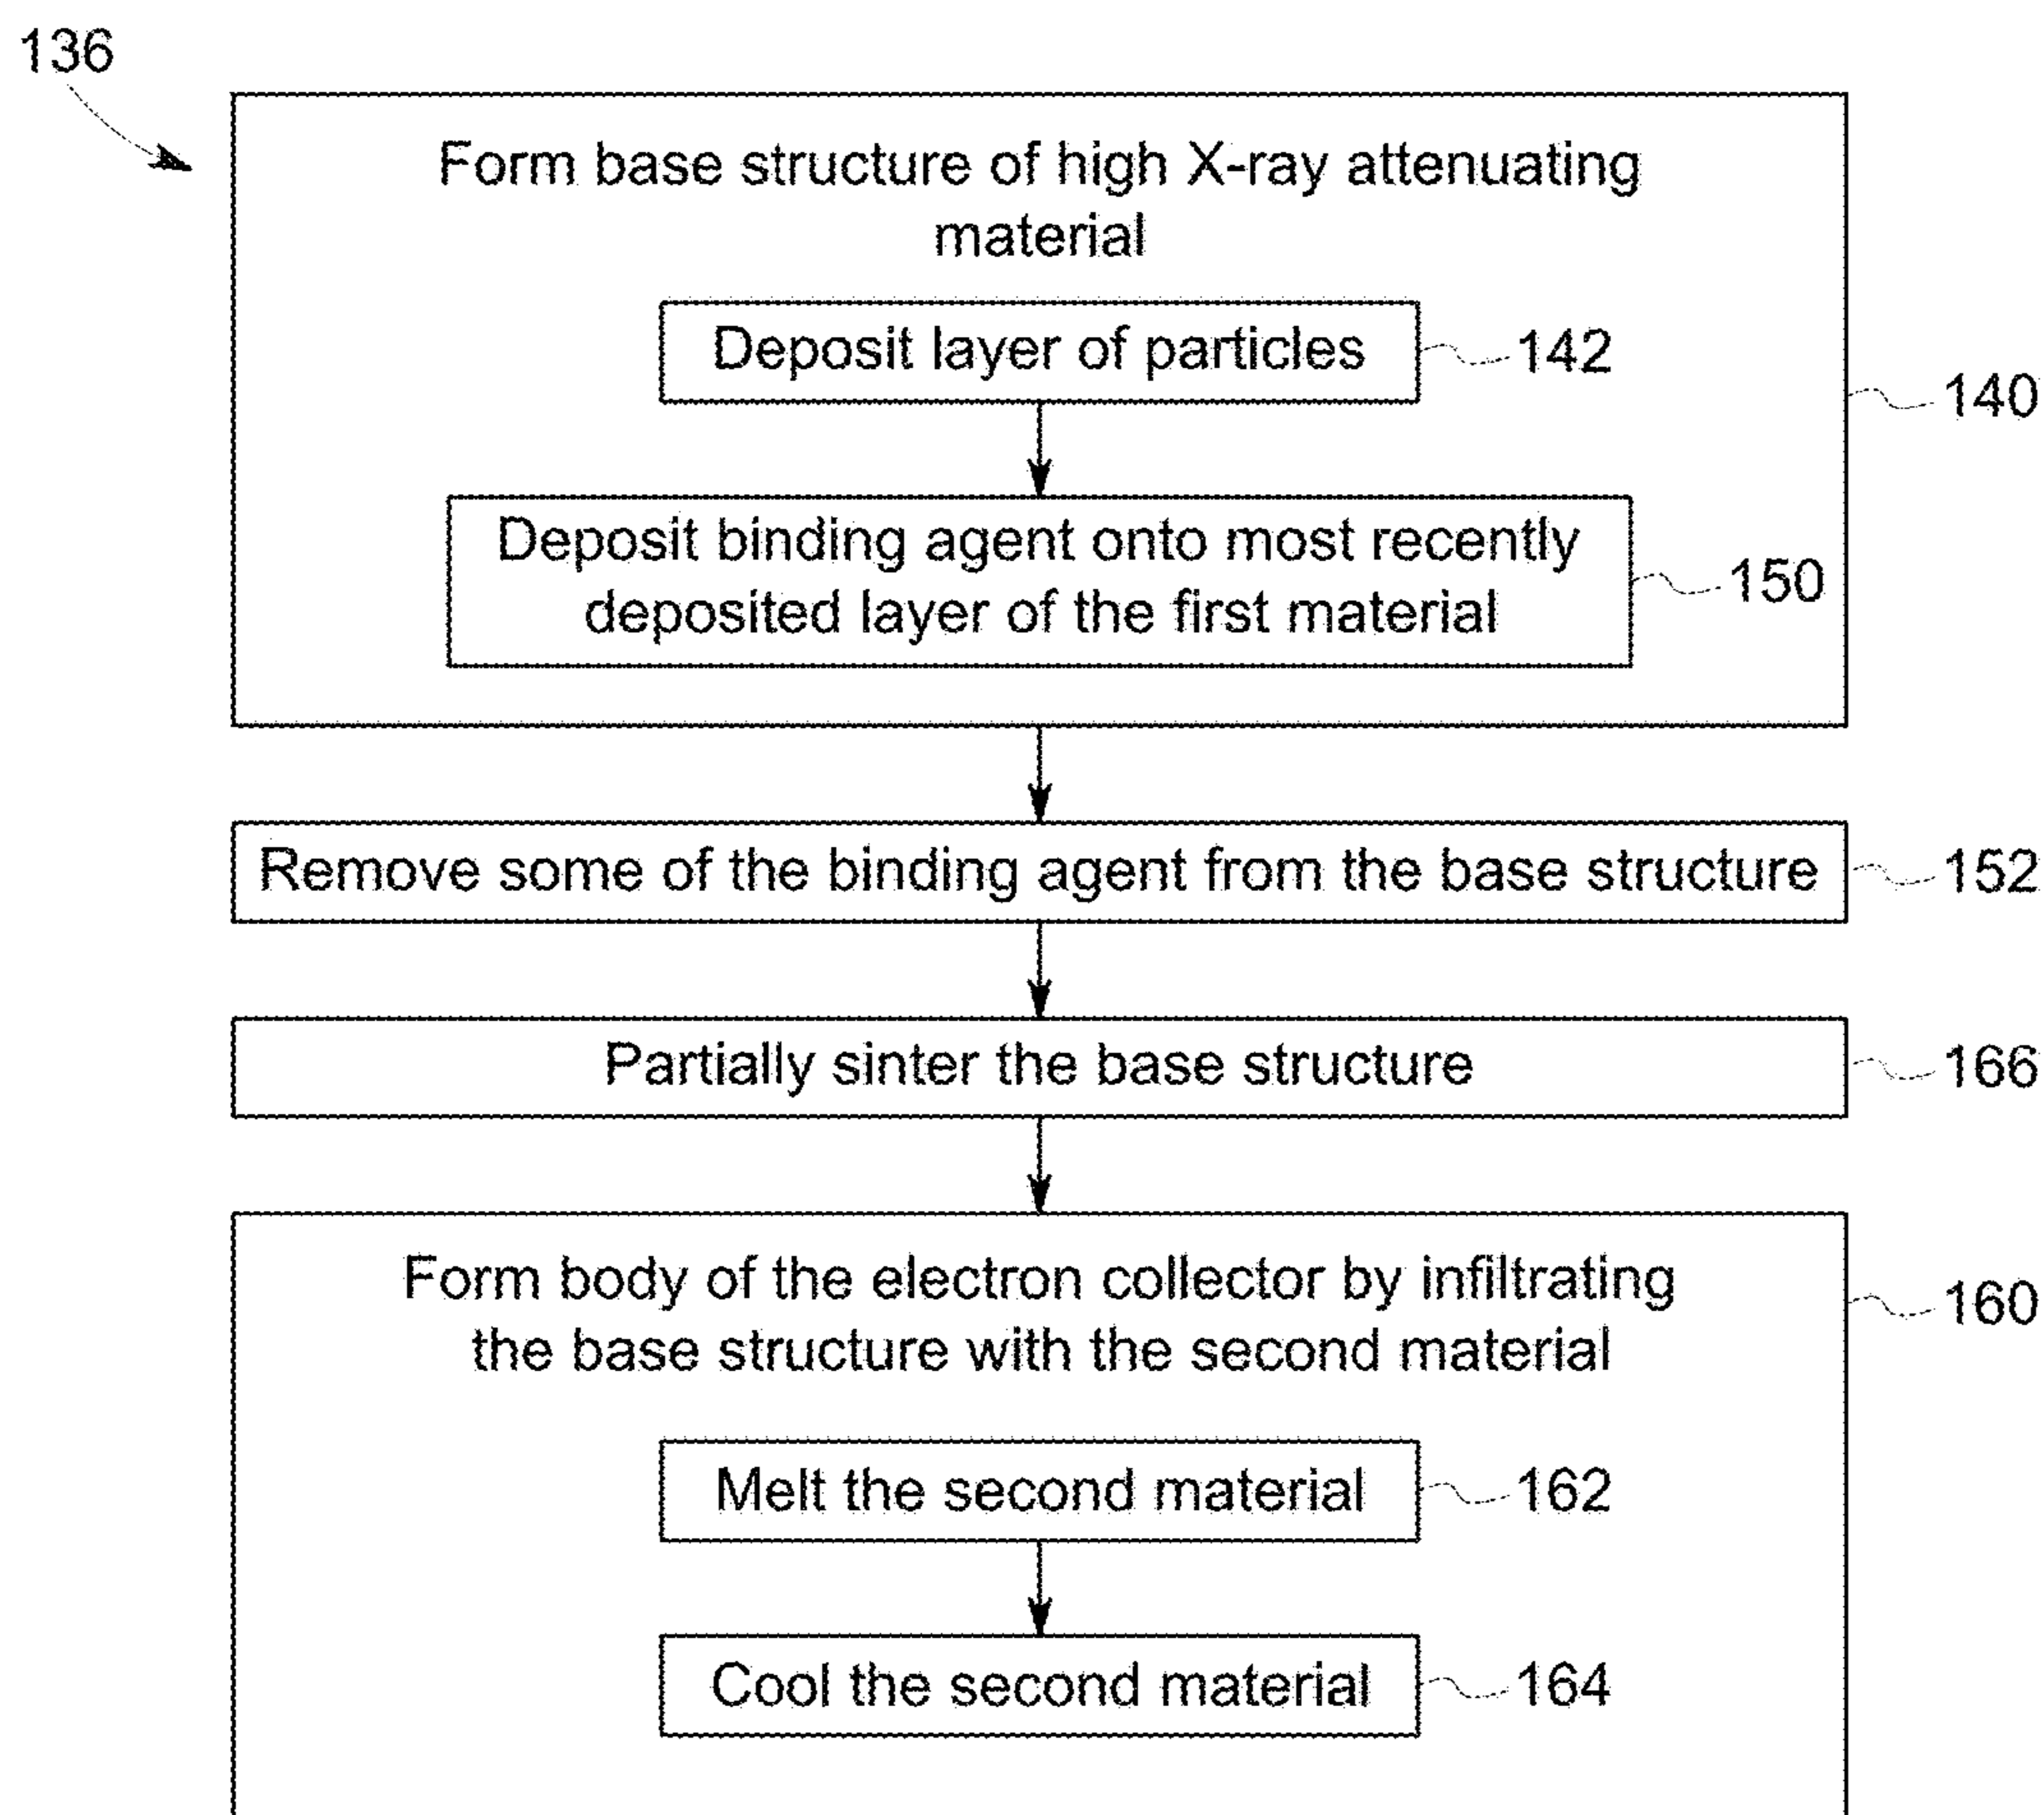 136
Form base structure of high X-ray attenuating
material
Deposit layer of particles
142
140
Deposit binding agent onto most recently
deposited layer of the first material
150
Remove some of the binding agent from the base structure
152
Partially sinter the base structure
166
Form body of the electron collector by infiltrating
the base structure with the second material
160
Melt the second material
162
Cool the second material
164